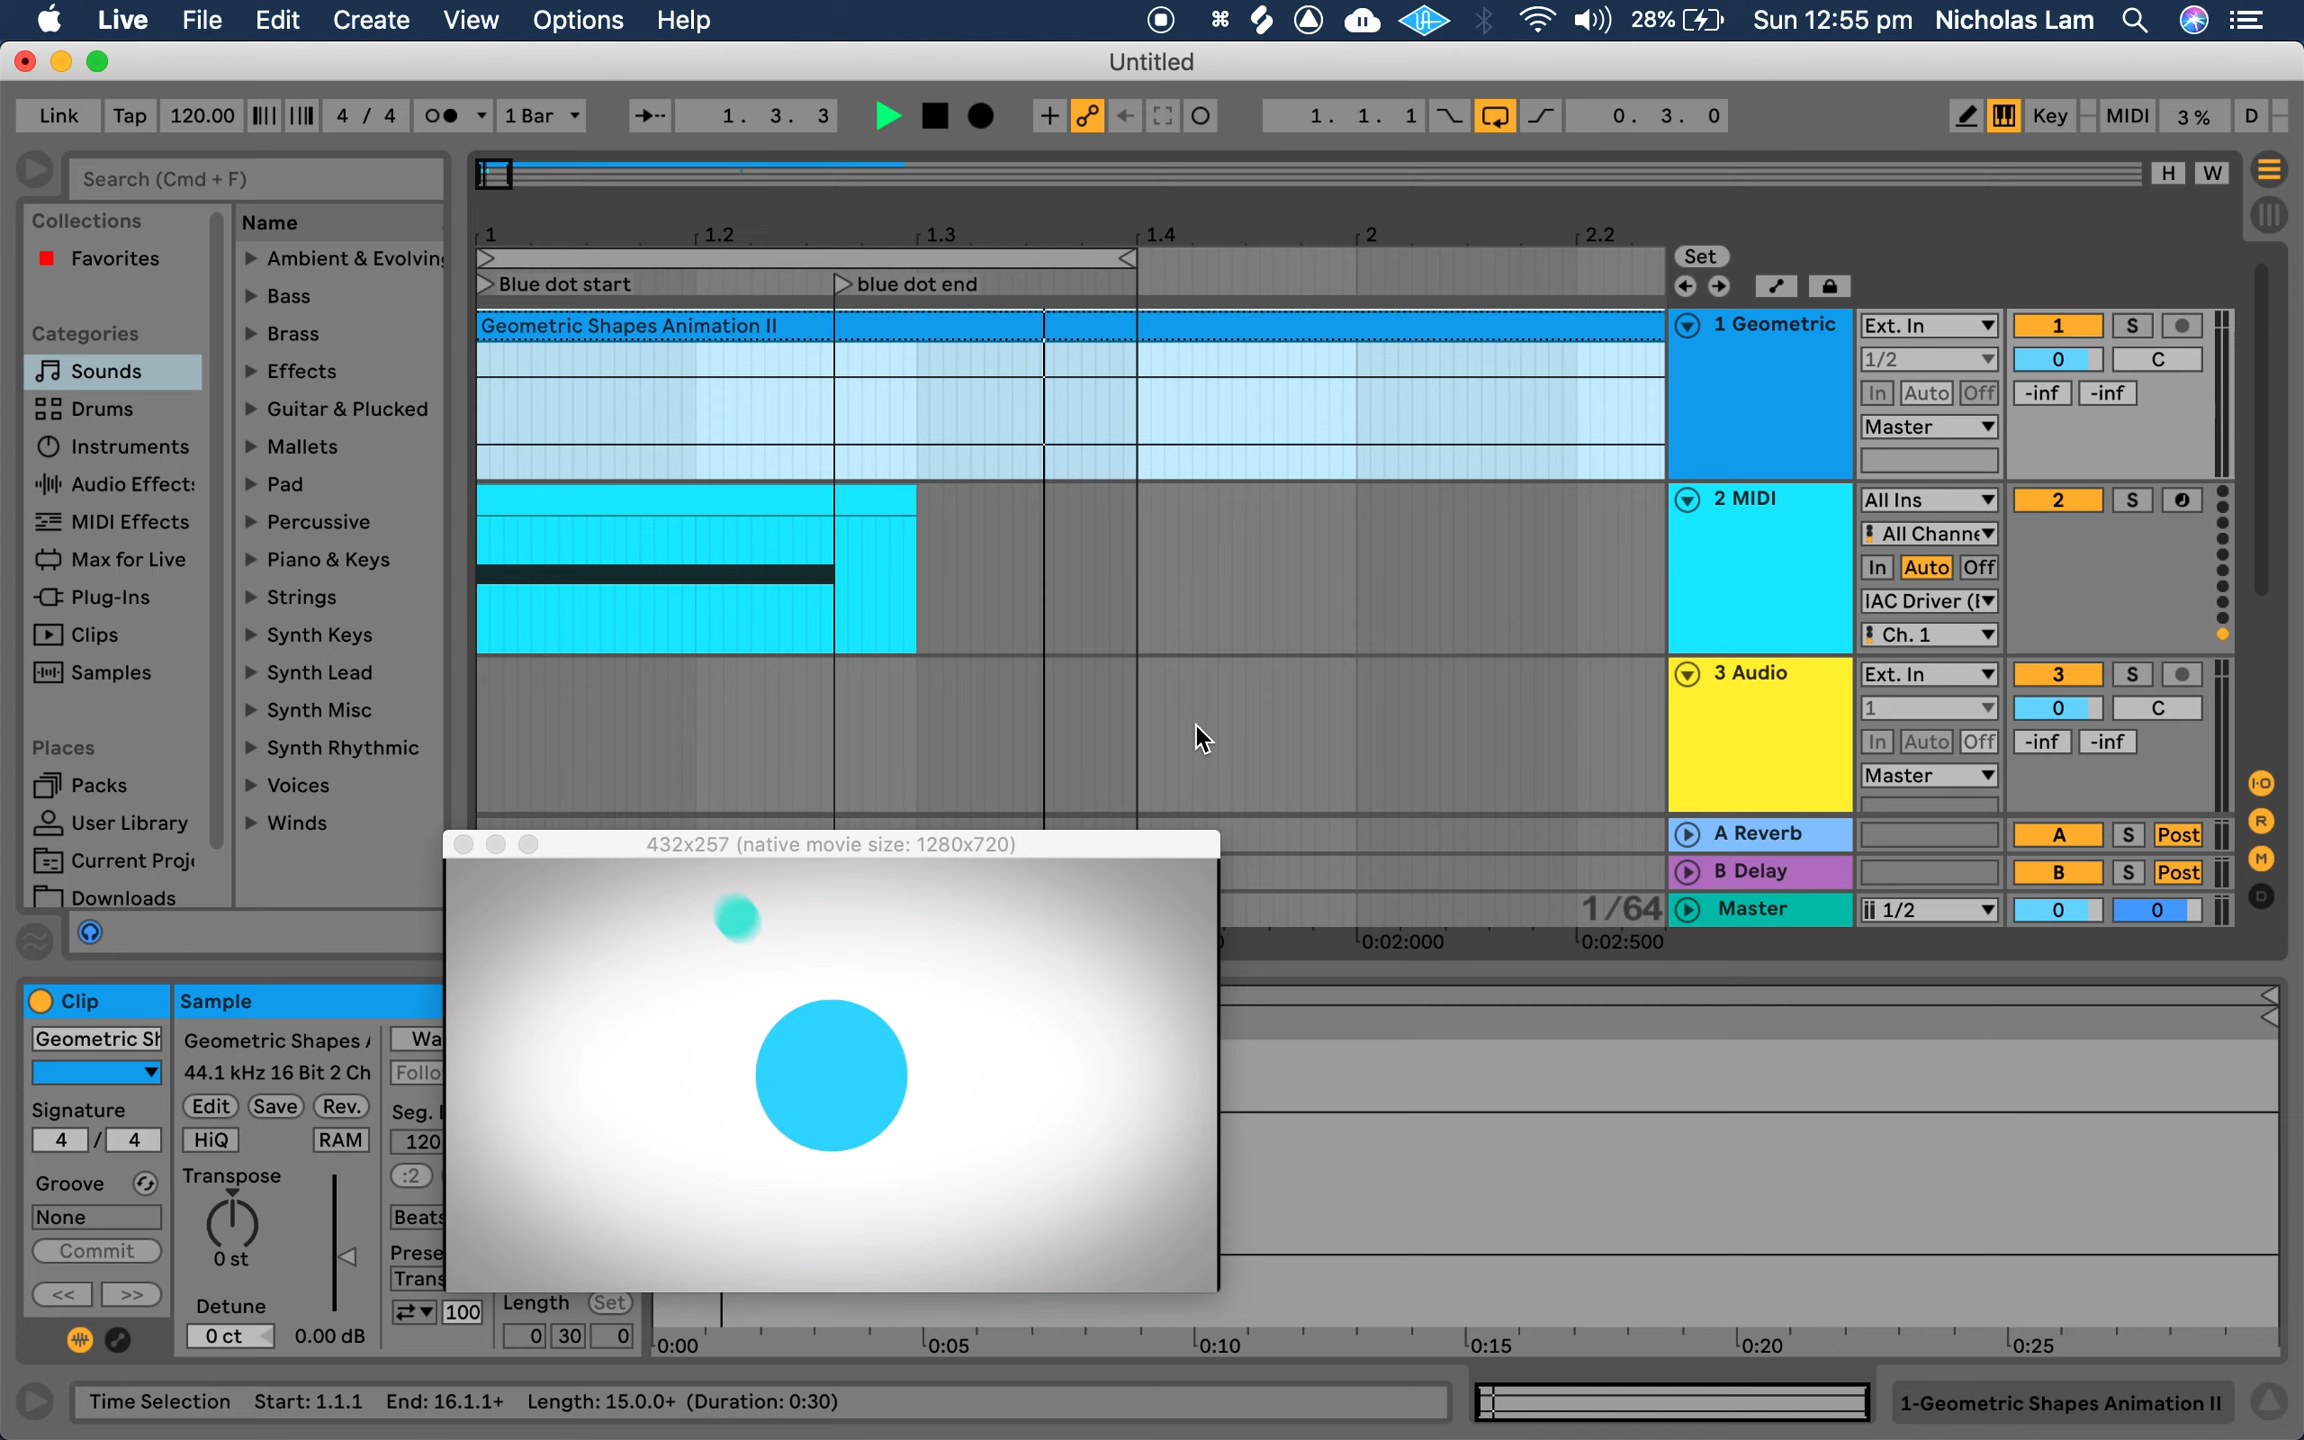 Live File Edit Create View Options Help 28% Sun 12:55 pm Nicholas Lam
Untitled
Link Tap 120.00 4 / 4 1 Bar 1. 3. 3 1. 1. 1 0. 3. 0 Key MIDI 3 % D
Search (Cmd + F)
H W
Collections
Favorites
Categories
Sounds
Drums
Instruments
Audio Effects
MIDI Effects
Max for Live
Plug-Ins
Clips
Samples
Places
Packs
User Library
Current Proj
Downloads
Name
Ambient & Evolving
Bass
Brass
Effects
Guitar & Plucked
Mallets
Pad
Percussive
Piano & Keys
Strings
Synth Keys
Synth Lead
Synth Misc
Synth Rhythmic
Voices
Winds
1 1.2 1.3 1.4 2 2.2
Set
Blue dot start blue dot end
Geometric Shapes Animation II
1 Geometric Ext. In 1 S
1/2 0 C
In Auto Off -inf -inf
Master
2 MIDI All Ins 2 S
All Channe
In Auto Off
IAC Driver (
Ch. 1
3 Audio Ext. In 3 S
1 0 C
In Auto Off -inf -inf
Master
A Reverb A S Post
B Delay B S Post
1/64 Master 1/2 0 0
0:02:000 0:02:500
I·O
R
M
D
432x257 (native movie size: 1280x720)
Clip
Geometric Sh
Signature
4 / 4
Groove
None
Commit
<< >>
Sample
Geometric Shapes
44.1 kHz 16 Bit 2 Ch
Edit Save Rev.
HiQ RAM
Transpose
0 st
Detune
0 ct 0.00 dB
Wa
Follo
Seg.
120
:2
Beats
Prese
Trans
100
Length Set
0 30 0
0:00 0:05 0:10 0:15 0:20 0:25
Time Selection Start: 1.1.1 End: 16.1.1+ Length: 15.0.0+ (Duration: 0:30)
1-Geometric Shapes Animation II